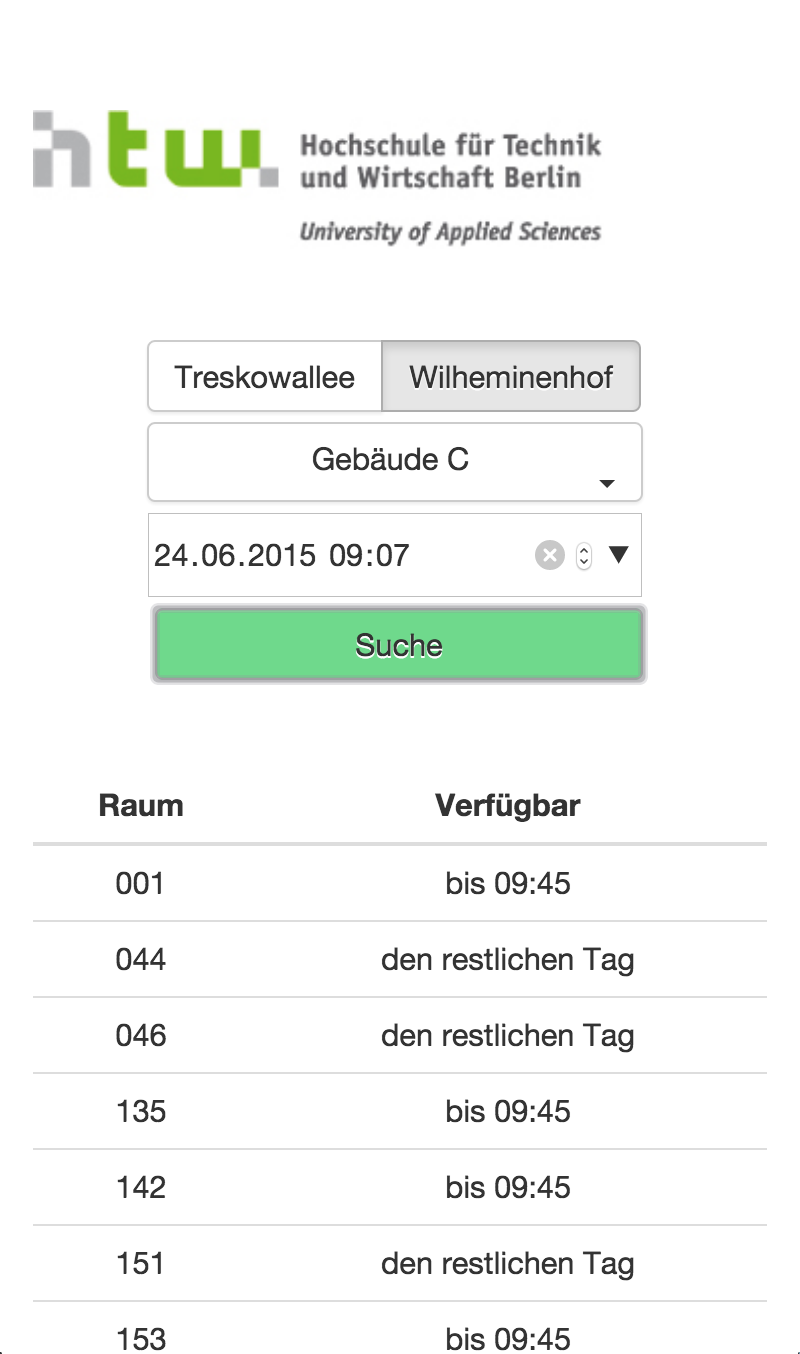 htw.
Hochschule für Technik
und Wirtschaft Berlin
University of Applied Sciences
Treskowallee Wilheminenhof
Gebäude C
24.06.2015 09:07
Suche
Raum Verfügbar
001 bis 09:45
044 den restlichen Tag
046 den restlichen Tag
135 bis 09:45
142 bis 09:45
151 den restlichen Tag
153 bis 09:45